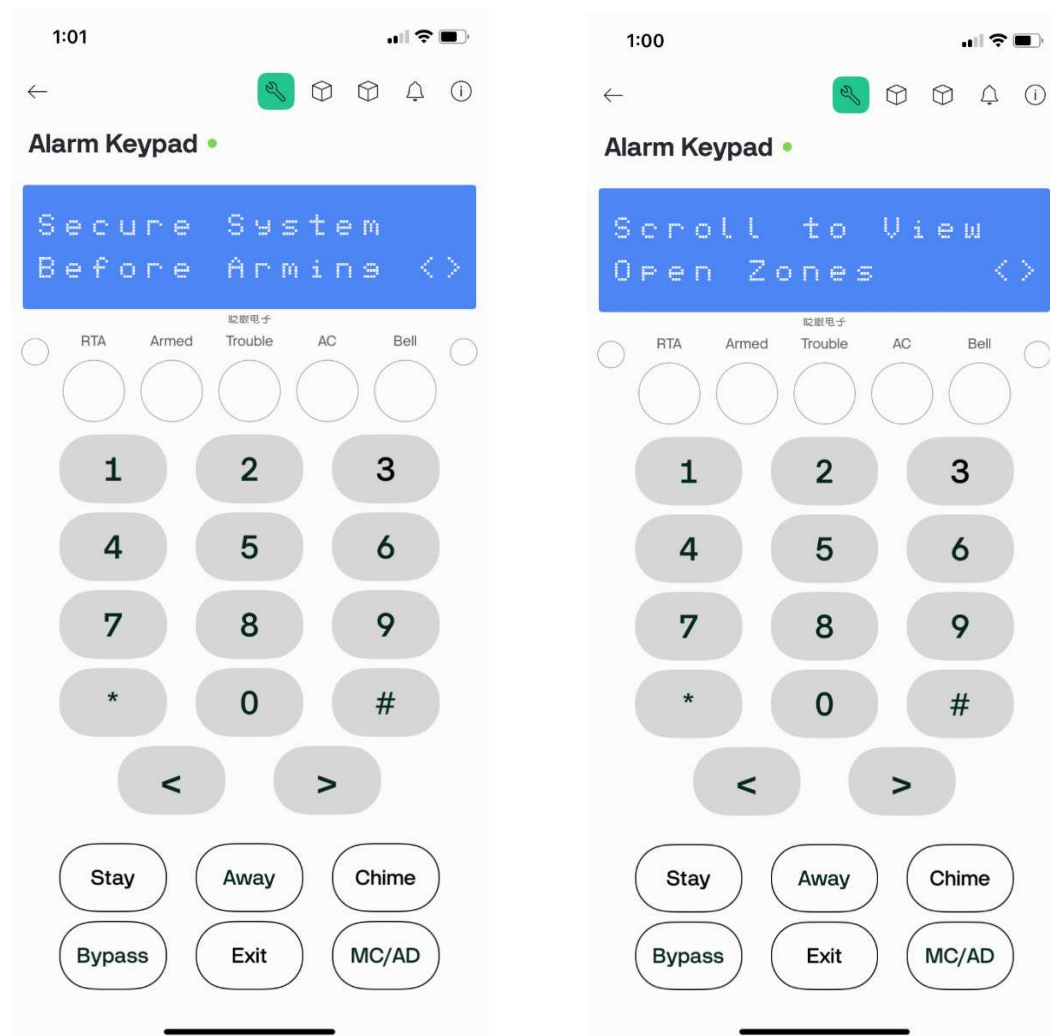 1:01
Alarm Keypad
Secure System
Before Arming <>
眨眼电子
RTA Armed Trouble AC Bell
1 2 3
4 5 6
7 8 9
* 0 #
< >
Stay Away Chime
Bypass Exit MC/AD
1:00
Alarm Keypad
Scroll to View
Open Zones <>
眨眼电子
RTA Armed Trouble AC Bell
1 2 3
4 5 6
7 8 9
* 0 #
< >
Stay Away Chime
Bypass Exit MC/AD